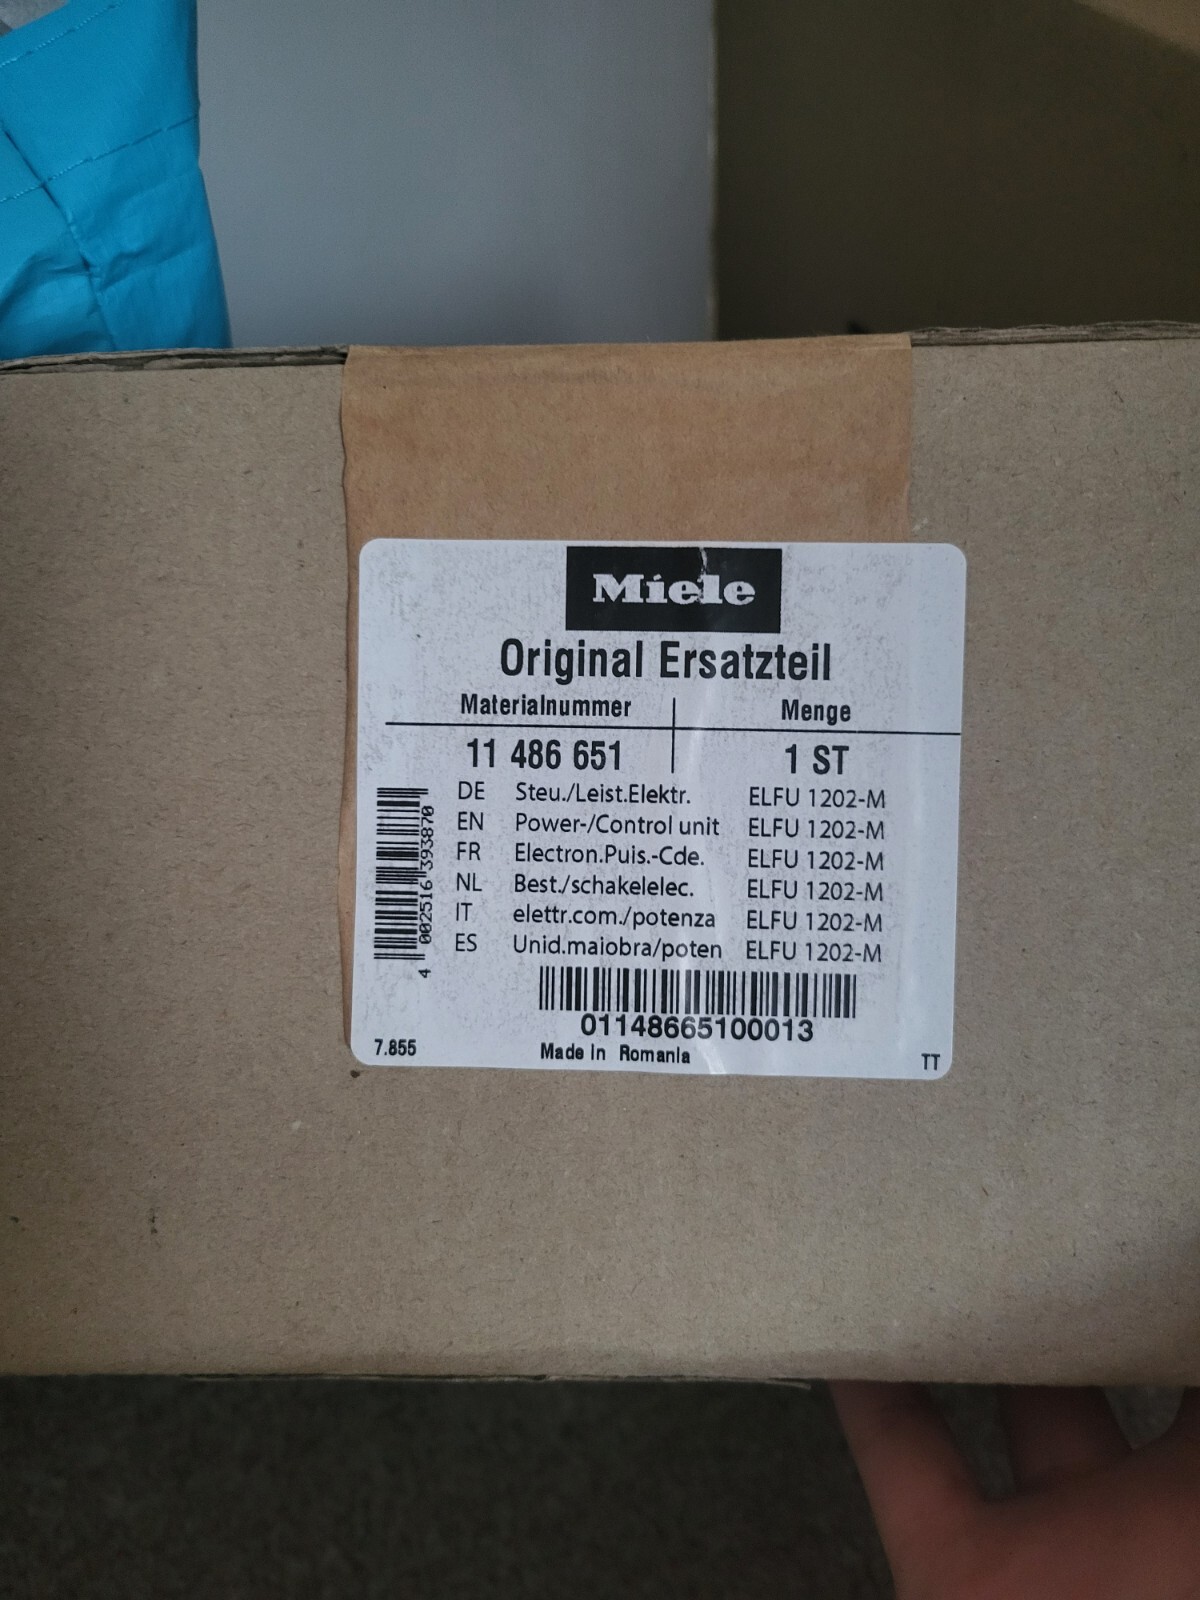 Miele
Original Ersatzteil
Materialnummer Menge
11 486 651 1 ST
DE Steu./Leist.Elektr. ELFU 1202-M
EN Power-/Control unit ELFU 1202-M
FR Electron.Puis.-Cde. ELFU 1202-M
NL Best./schakelelec. ELFU 1202-M
IT elettr.com./potenza ELFU 1202-M
ES Unid.maiobra/poten ELFU 1202-M
4 002516 393870
01148665100013
7.855 Made in Romania TT